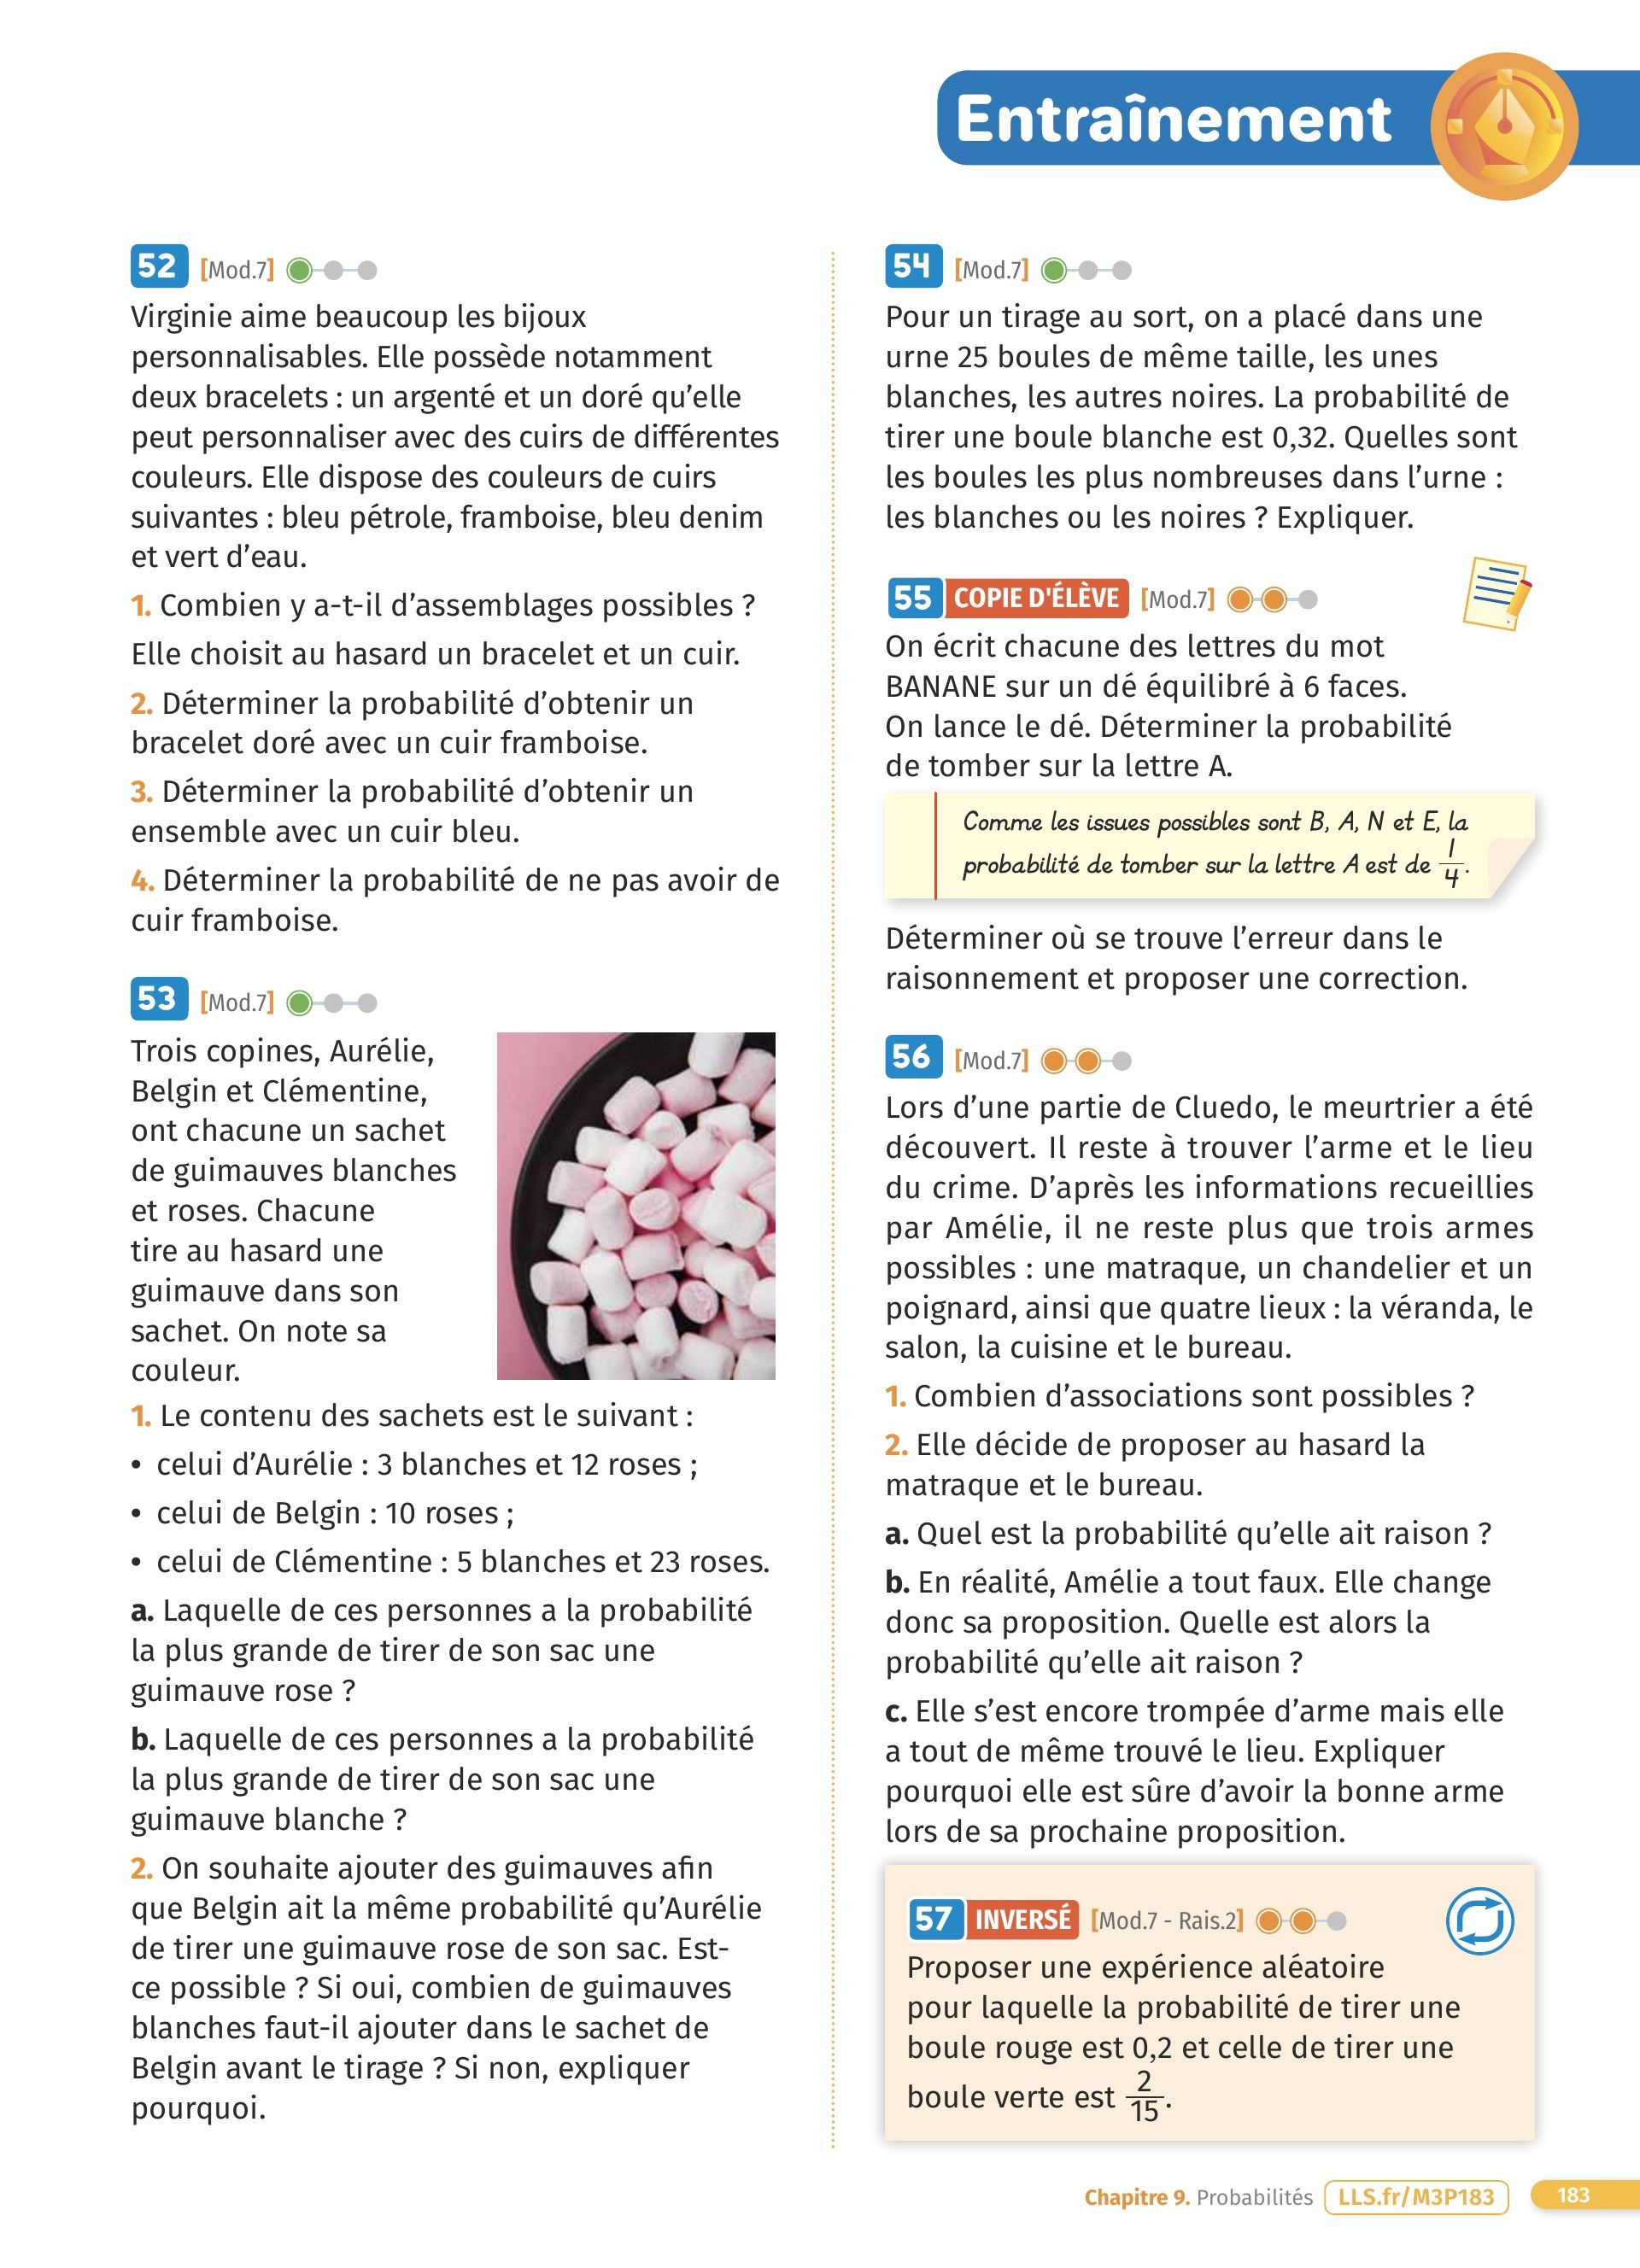 Entraînement
52 [Mod.7]
Virginie aime beaucoup les bijoux
personnalisables. Elle possède notamment
deux bracelets : un argenté et un doré qu’elle
peut personnaliser avec des cuirs de différentes
couleurs. Elle dispose des couleurs de cuirs
suivantes : bleu pétrole, framboise, bleu denim
et vert d’eau.
1. Combien y a-t-il d’assemblages possibles ?
Elle choisit au hasard un bracelet et un cuir.
2. Déterminer la probabilité d’obtenir un
bracelet doré avec un cuir framboise.
3. Déterminer la probabilité d’obtenir un
ensemble avec un cuir bleu.
4. Déterminer la probabilité de ne pas avoir de
cuir framboise.
53 [Mod.7]
Trois copines, Aurélie,
Belgin et Clémentine,
ont chacune un sachet
de guimauves blanches
et roses. Chacune
tire au hasard une
guimauve dans son
sachet. On note sa
couleur.
1. Le contenu des sachets est le suivant :
• celui d’Aurélie : 3 blanches et 12 roses ;
• celui de Belgin : 10 roses ;
• celui de Clémentine : 5 blanches et 23 roses.
a. Laquelle de ces personnes a la probabilité
la plus grande de tirer de son sac une
guimauve rose ?
b. Laquelle de ces personnes a la probabilité
la plus grande de tirer de son sac une
guimauve blanche ?
2. On souhaite ajouter des guimauves afin
que Belgin ait la même probabilité qu’Aurélie
de tirer une guimauve rose de son sac. Est-
ce possible ? Si oui, combien de guimauves
blanches faut-il ajouter dans le sachet de
Belgin avant le tirage ? Si non, expliquer
pourquoi.
54 [Mod.7]
Pour un tirage au sort, on a placé dans une
urne 25 boules de même taille, les unes
blanches, les autres noires. La probabilité de
tirer une boule blanche est 0,32. Quelles sont
les boules les plus nombreuses dans l’urne :
les blanches ou les noires ? Expliquer.
55 COPIE D'ÉLÈVE [Mod.7]
On écrit chacune des lettres du mot
BANANE sur un dé équilibré à 6 faces.
On lance le dé. Déterminer la probabilité
de tomber sur la lettre A.
Comme les issues possibles sont B, A, N et E, la
probabilité de tomber sur la lettre A est de 1/4.
Déterminer où se trouve l’erreur dans le
raisonnement et proposer une correction.
56 [Mod.7]
Lors d’une partie de Cluedo, le meurtrier a été
découvert. Il reste à trouver l’arme et le lieu
du crime. D’après les informations recueillies
par Amélie, il ne reste plus que trois armes
possibles : une matraque, un chandelier et un
poignard, ainsi que quatre lieux : la véranda, le
salon, la cuisine et le bureau.
1. Combien d’associations sont possibles ?
2. Elle décide de proposer au hasard la
matraque et le bureau.
a. Quel est la probabilité qu’elle ait raison ?
b. En réalité, Amélie a tout faux. Elle change
donc sa proposition. Quelle est alors la
probabilité qu’elle ait raison ?
c. Elle s’est encore trompée d’arme mais elle
a tout de même trouvé le lieu. Expliquer
pourquoi elle est sûre d’avoir la bonne arme
lors de sa prochaine proposition.
57 INVERSÉ [Mod.7 - Rais.2]
Proposer une expérience aléatoire
pour laquelle la probabilité de tirer une
boule rouge est 0,2 et celle de tirer une
boule verte est 2/15.
Chapitre 9. Probabilités LLS.fr/M3P183 183